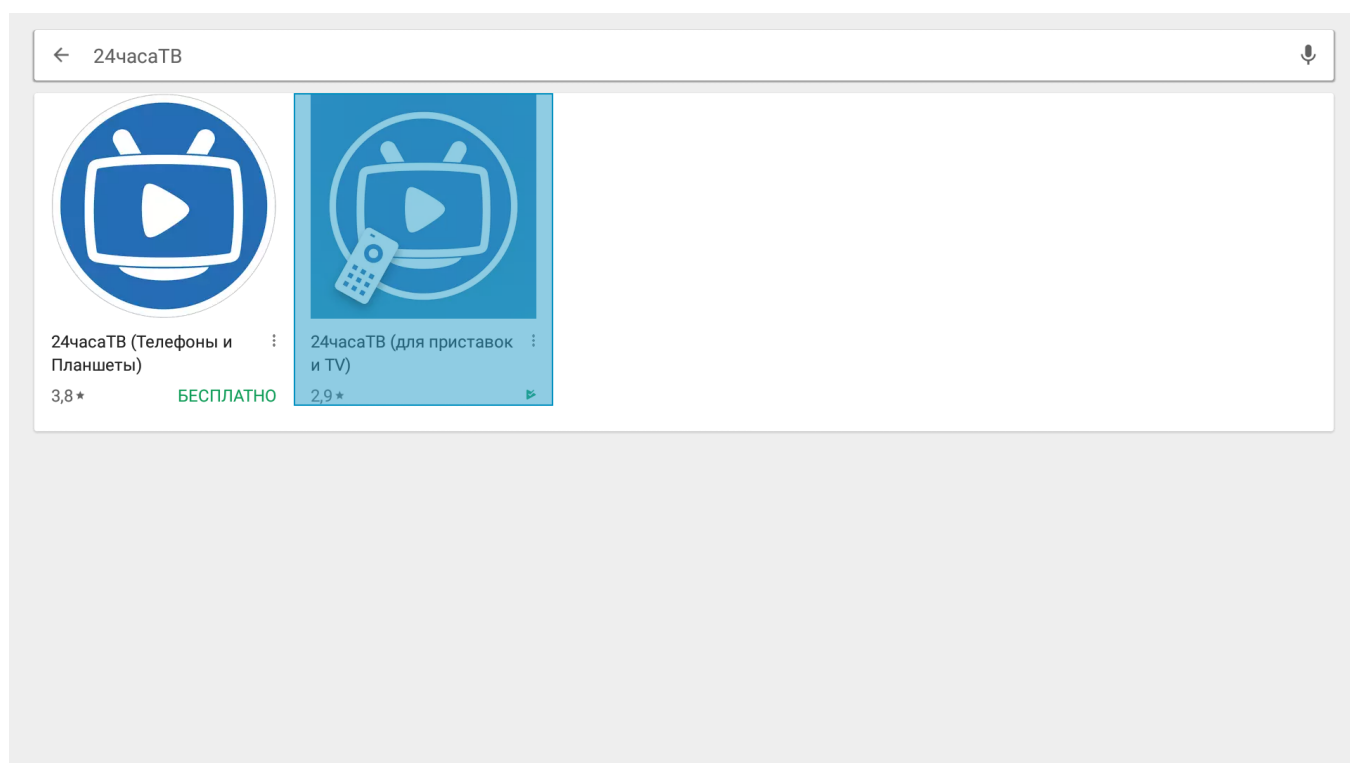 24часаТВ
24часаТВ (Телефоны и
Планшеты)
3,8★ БЕСПЛАТНО
24часаТВ (для приставок
и TV)
2,9★